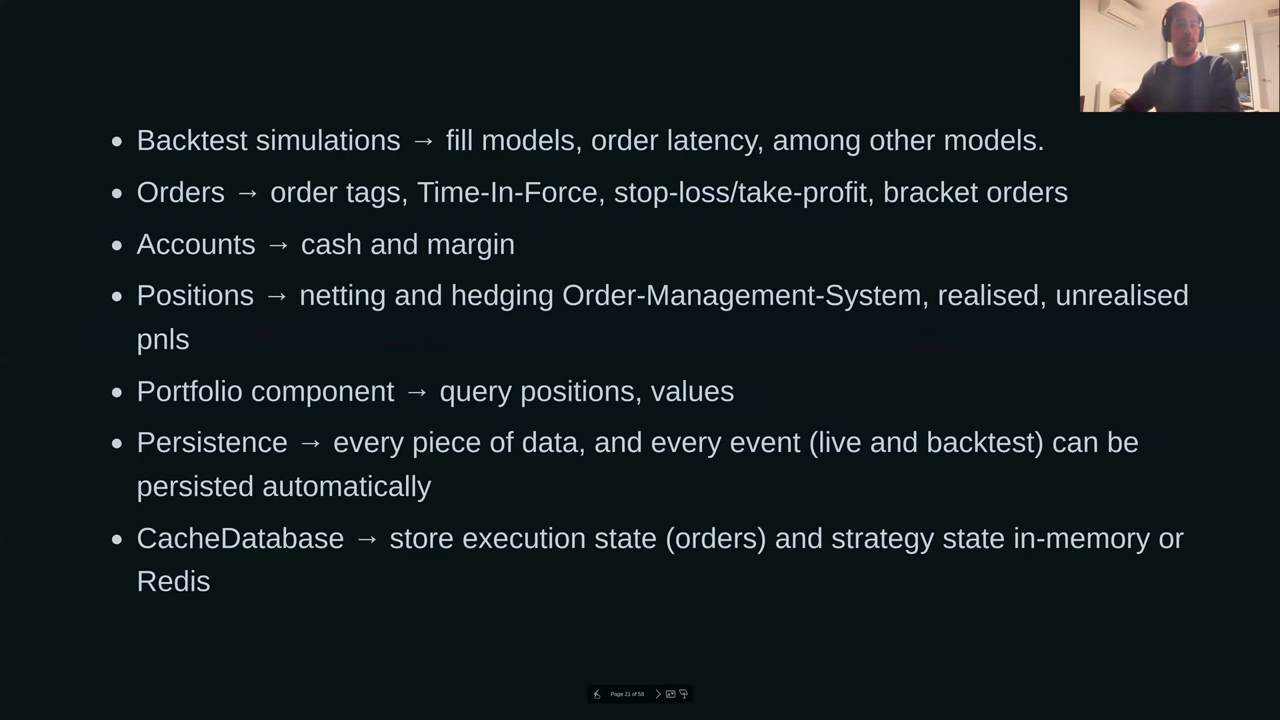 • Backtest simulations → fill models, order latency, among other models.
• Orders → order tags, Time-In-Force, stop-loss/take-profit, bracket orders
• Accounts → cash and margin
• Positions → netting and hedging Order-Management-System, realised, unrealised
pnls
• Portfolio component → query positions, values
• Persistence → every piece of data, and every event (live and backtest) can be
persisted automatically
• CacheDatabase → store execution state (orders) and strategy state in-memory or
Redis
Page 21 of 58